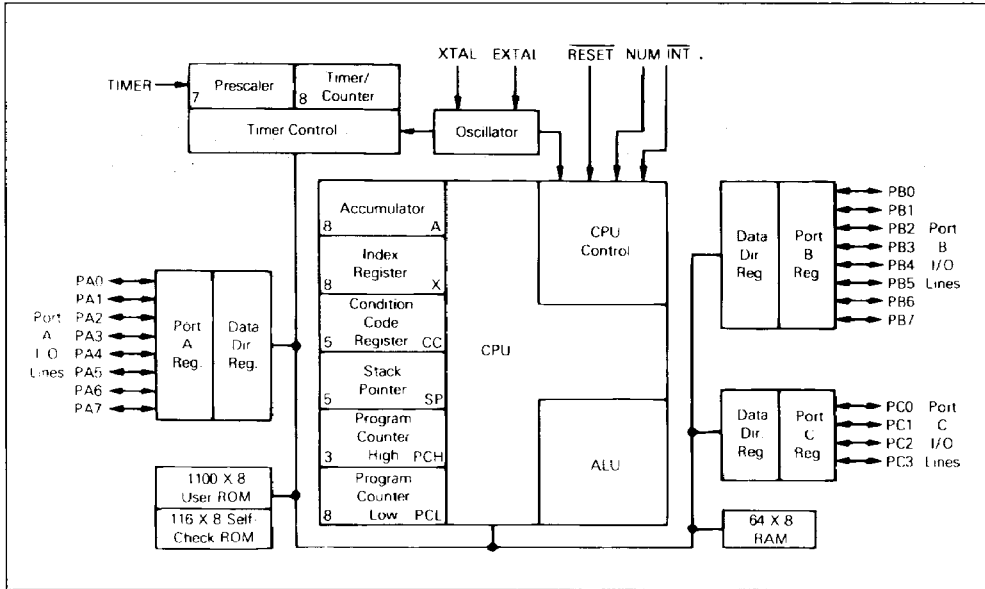 XTAL EXTAL R̅E̅S̅E̅T̅ NUM I̅N̅T̅ .
TIMER
Prescaler
7
Timer/
Counter
8
Timer Control
Oscillator
Accumulator
8 A
Index
Register
8 X
Condition
Code
Register
5 CC
Stack
Pointer
5 SP
Program
Counter
High
3 PCH
Program
Counter
Low
8 PCL
CPU
CPU
Control
ALU
Port
A
I O
Lines
PA0
PA1
PA2
PA3
PA4
PA5
PA6
PA7
Port
A
Reg.
Data
Dir
Reg.
1100 X 8
User ROM
116 X 8 Self-
Check ROM
Data
Dir
Reg
Port
B
Reg
PB0
PB1
PB2
PB3
PB4
PB5
PB6
PB7
Port
B
I/O
Lines
Data
Dir.
Reg
Port
C
Reg
PC0
PC1
PC2
PC3
Port
C
I/O
Lines
64 X 8
RAM